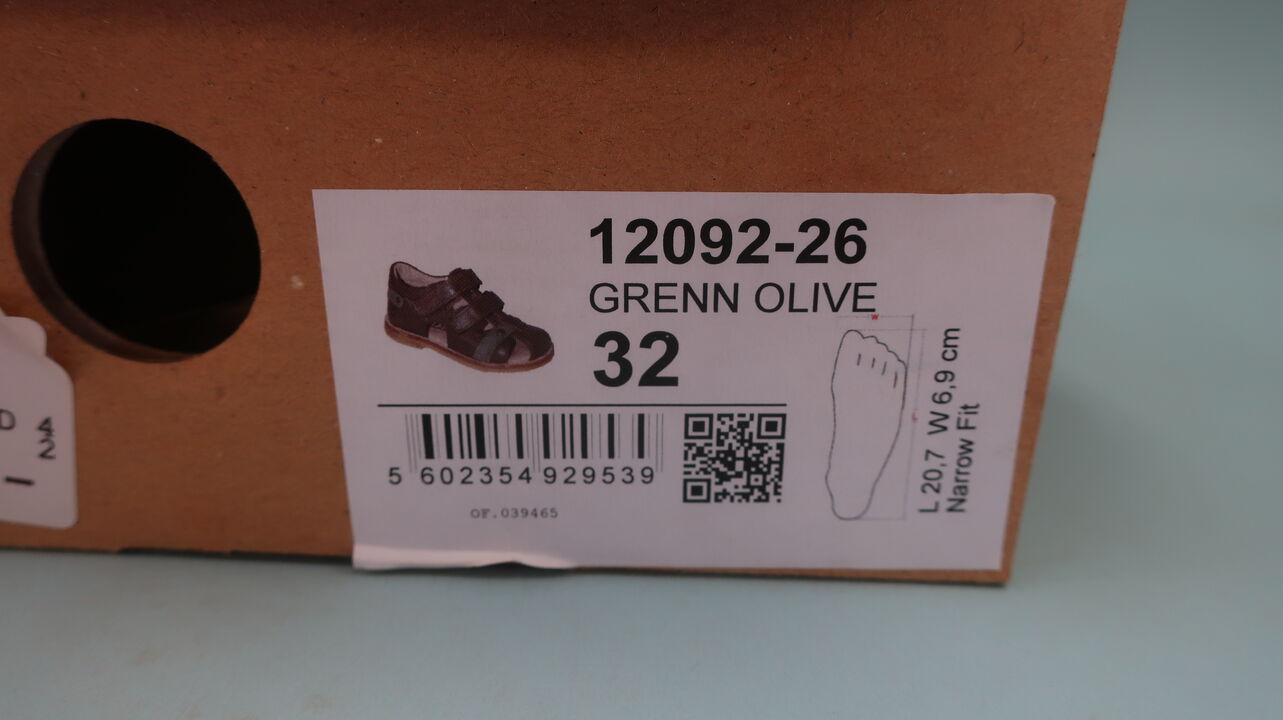 12092-26
GRENN OLIVE
32
5 602354 929539
OF.039465
W
L 20,7 W 6,9 cm
Narrow Fit